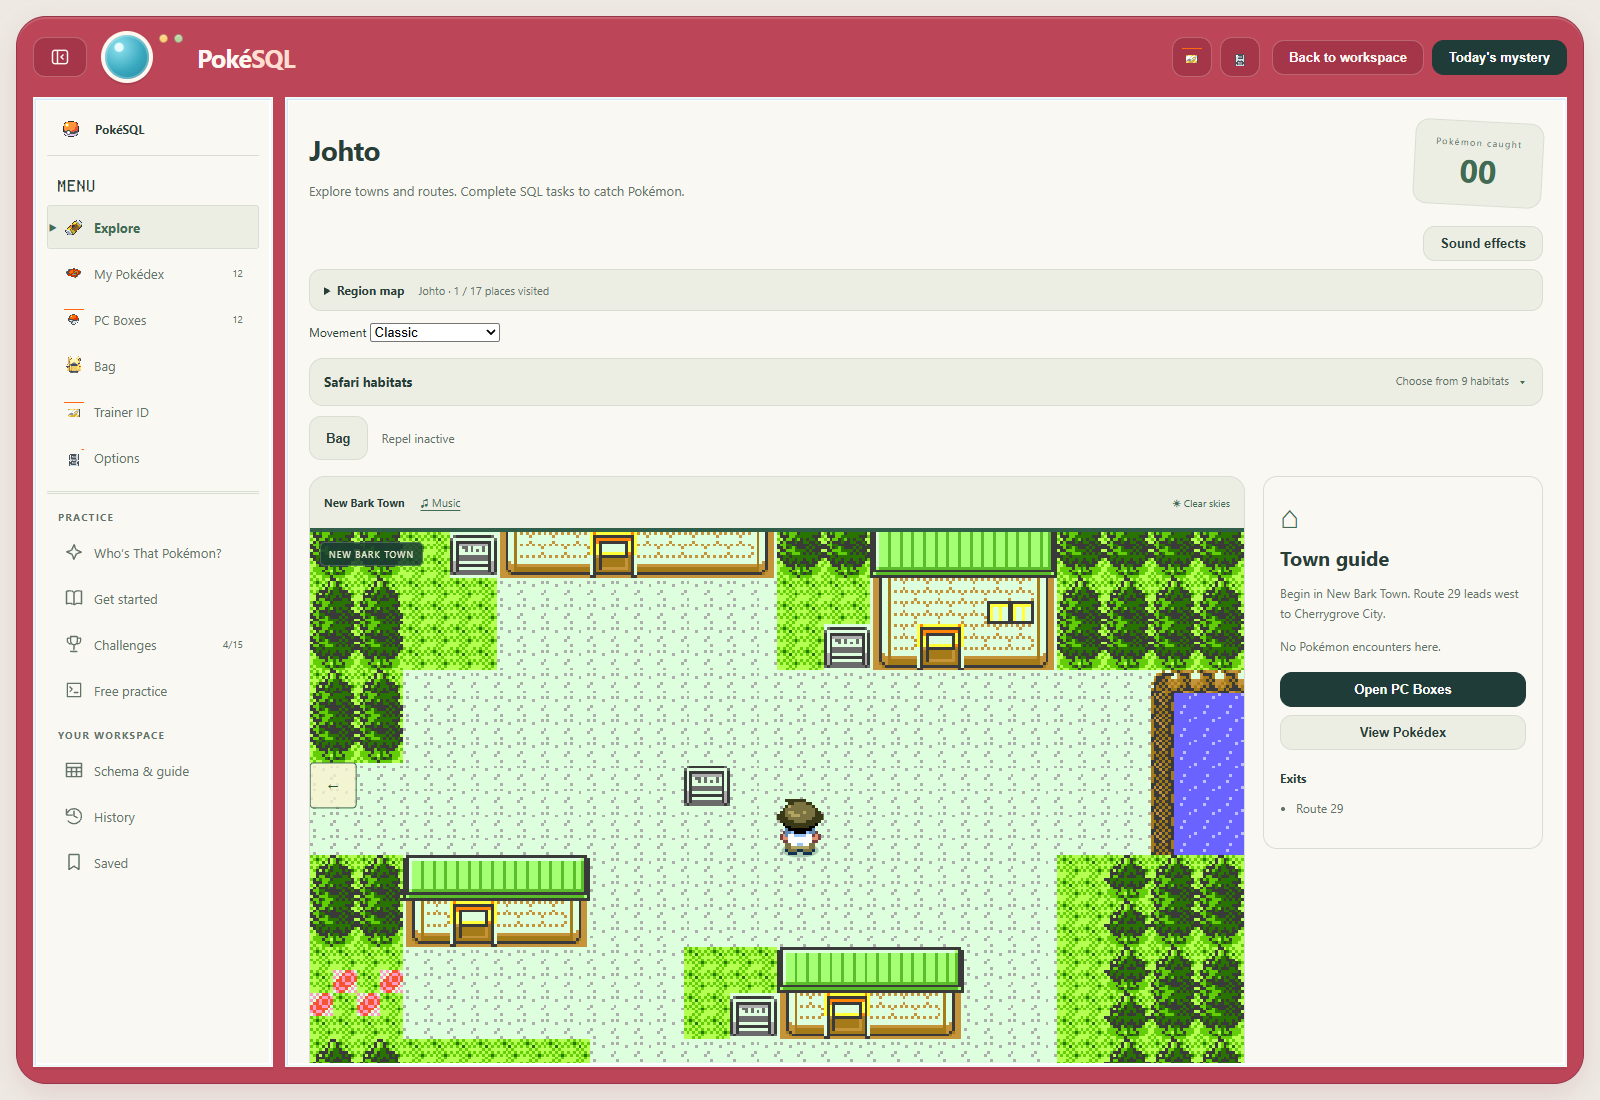 PokéSQL
Back to workspace
Today's mystery
PokéSQL
MENU
Explore
My Pokédex 12
PC Boxes 12
Bag
Trainer ID
Options
PRACTICE
Who's That Pokémon?
Get started
Challenges 4/15
Free practice
YOUR WORKSPACE
Schema & guide
History
Saved
Johto
Explore towns and routes. Complete SQL tasks to catch Pokémon.
Pokémon caught
00
Sound effects
Region map Johto · 1 / 17 places visited
Movement Classic
Safari habitats Choose from 9 habitats
Bag Repel inactive
New Bark Town ♫ Music ☀ Clear skies
NEW BARK TOWN
←
Town guide
Begin in New Bark Town. Route 29 leads west
to Cherrygrove City.
No Pokémon encounters here.
Open PC Boxes
View Pokédex
Exits
• Route 29